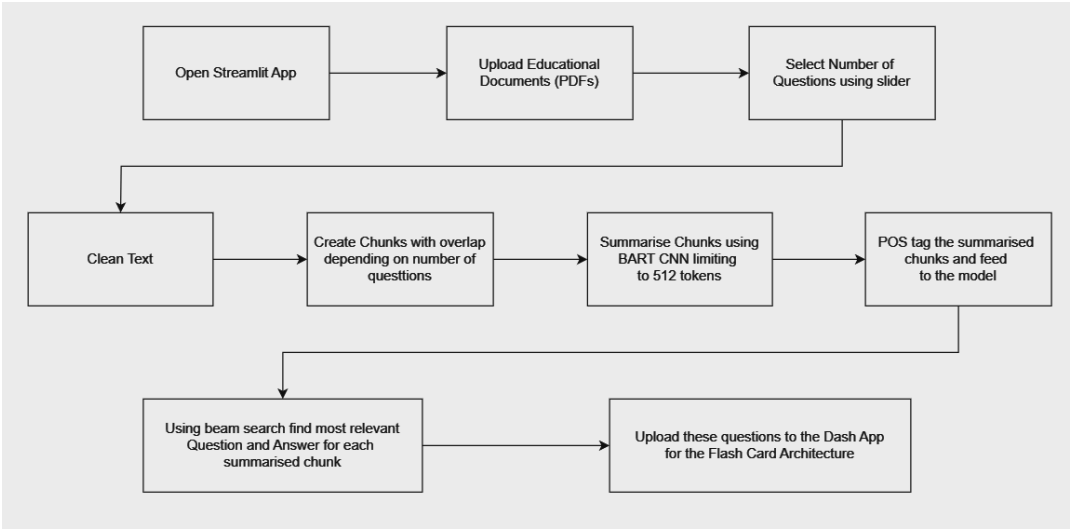 Open Streamlit App
Upload Educational
Documents (PDFs)
Select Number of
Questions using slider
Clean Text
Create Chunks with overlap
depending on number of
questtions
Summarise Chunks using
BART CNN limiting
to 512 tokens
POS tag the summarised
chunks and feed
to the model
Using beam search find most relevant
Question and Answer for each
summarised chunk
Upload these questions to the Dash App
for the Flash Card Architecture